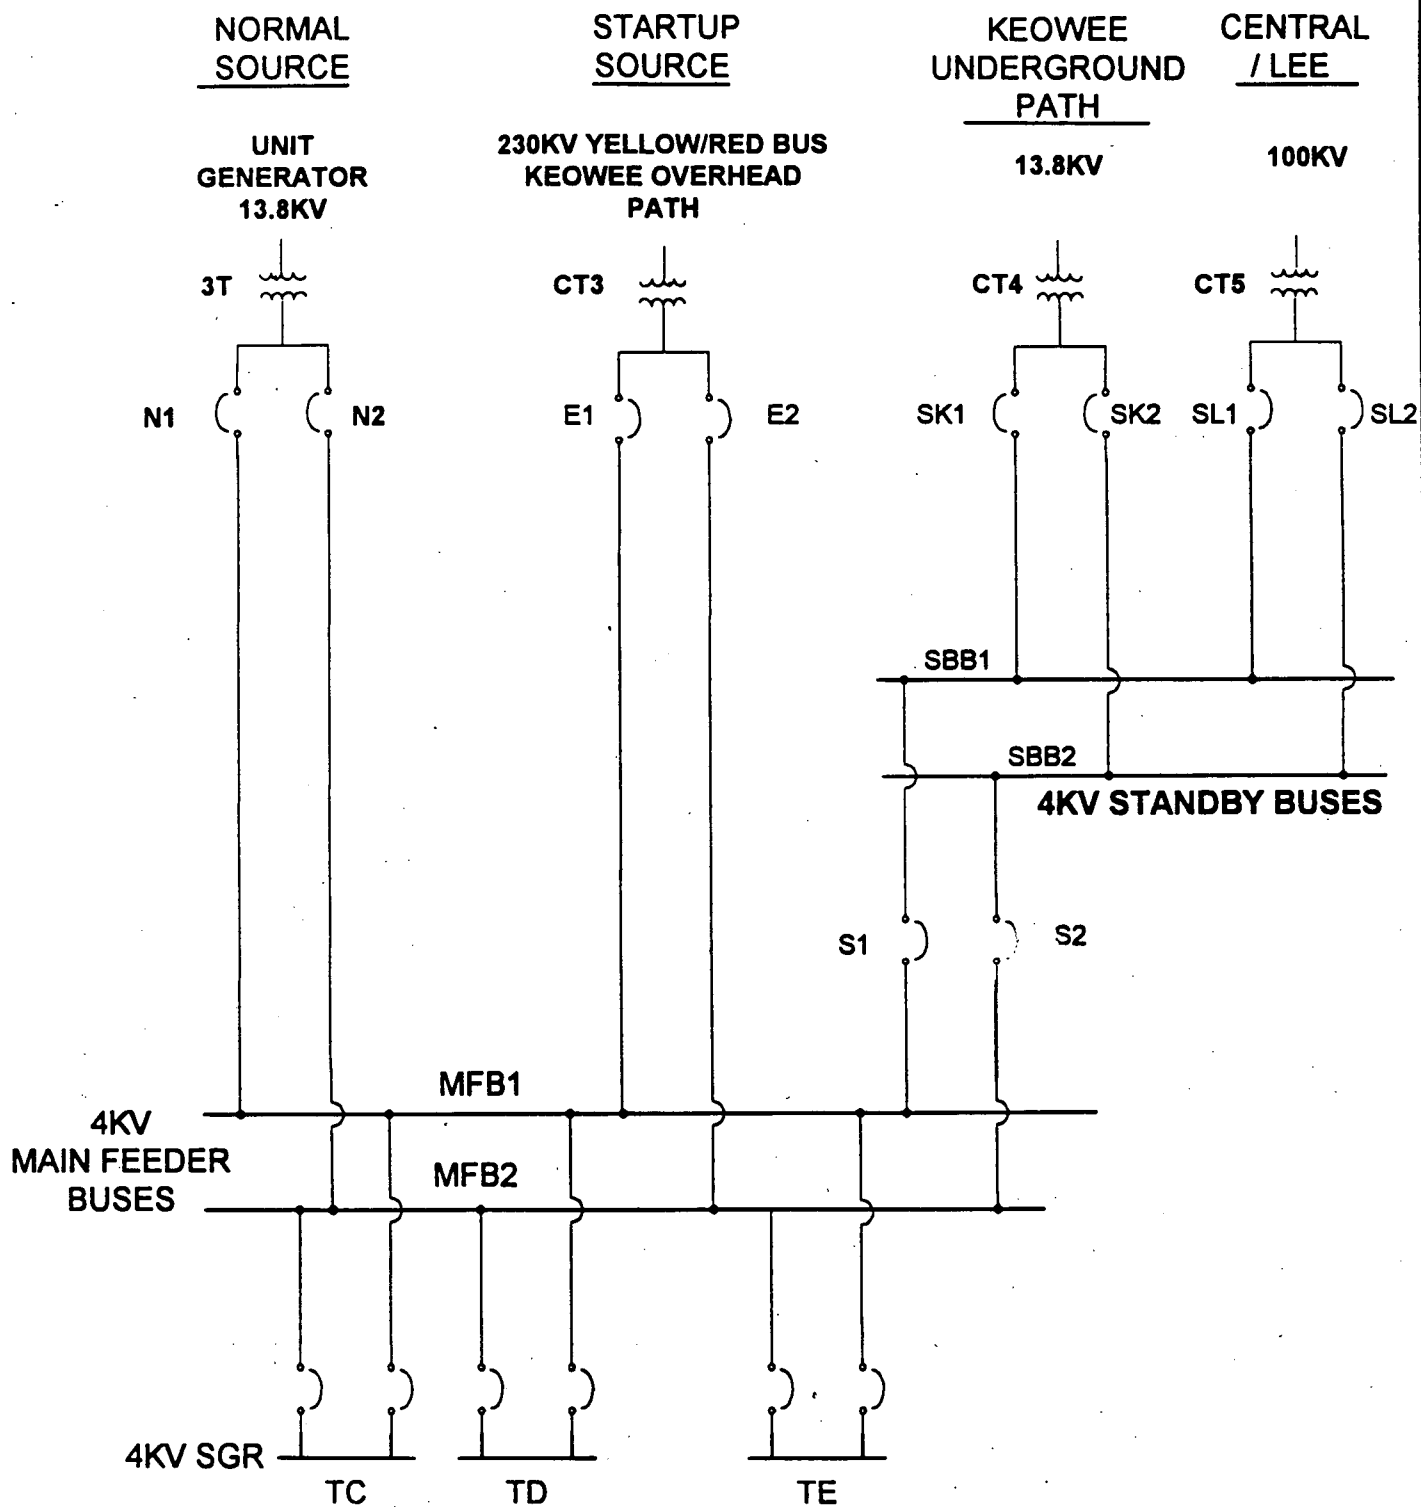 NORMAL
SOURCE
STARTUP
SOURCE
KEOWEE
UNDERGROUND
PATH
CENTRAL
/ LEE
UNIT
GENERATOR
13.8KV
230KV YELLOW/RED BUS
KEOWEE OVERHEAD
PATH
13.8KV
100KV
3T
CT3
CT4
CT5
N1
N2
E1
E2
SK1
SK2
SL1
SL2
SBB1
SBB2
4KV STANDBY BUSES
S1
S2
MFB1
4KV
MAIN FEEDER
BUSES
MFB2
4KV SGR
TC
TD
TE